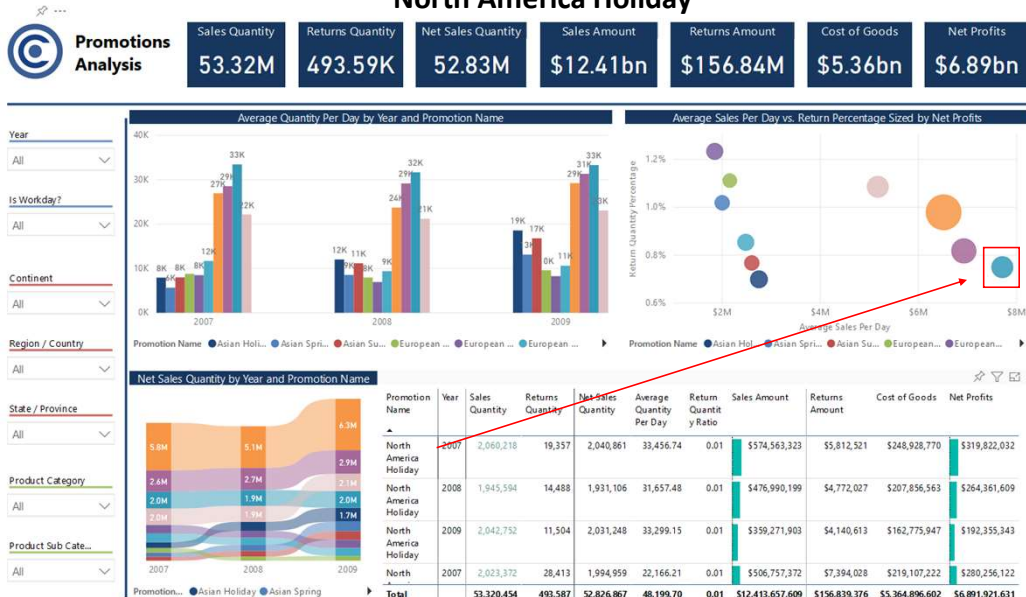 North America Holiday
Promotions
Analysis
Sales Quantity
53.32M
Returns Quantity
493.59K
Net Sales Quantity
52.83M
Sales Amount
$12.41bn
Returns Amount
$156.84M
Cost of Goods
$5.36bn
Net Profits
$6.89bn
Year
All
Is Workday?
All
Continent
All
Region / Country
All
State / Province
All
Product Category
All
Product Sub Cate...
All
Average Quantity Per Day by Year and Promotion Name
40K
30K
20K
10K
0K
8K 6K 8K 8K 12K 27K 29K 33K 22K
12K 9K 11K 8K 9K 24K 29K 32K 21K
19K 17K 11K 29K 31K 33K
2007 2008 2009
Promotion Name Asian Holi... Asian Spri... Asian Su... European ... European ... European ...
Average Sales Per Day vs. Return Percentage Sized by Net Profits
Return Quantity Percentage
1.2%
1.0%
0.8%
0.6%
$2M $4M $6M $8M
Average Sales Per Day
Promotion Name Asian Hol... Asian Spri... Asian Su... European... European...
Net Sales Quantity by Year and Promotion Name
5.8M 5.1M 6.3M
2.6M 2.7M 2.9M
2.0M 1.9M 2.1M
2.0M 1.9M 2.0M
1.7M
2007 2008 2009
Promotion... Asian Holiday Asian Spring
Promotion Name Year Sales Quantity Returns Quantity Net Sales Quantity Average Quantity Per Day Return Quantity Ratio Sales Amount Returns Amount Cost of Goods Net Profits
North America Holiday 2007 2,060,218 19,357 2,040,861 33,456.74 0.01 $574,563,323 $5,812,521 $248,928,770 $319,822,032
North America Holiday 2008 1,945,594 14,488 1,931,106 31,657.48 0.01 $476,990,199 $4,772,027 $207,856,563 $264,361,609
North America Holiday 2009 2,042,752 11,504 2,031,248 33,299.15 0.01 $359,271,903 $4,140,613 $162,775,947 $192,355,343
North 2007 2,023,372 28,413 1,994,959 22,166.21 0.01 $506,757,372 $7,394,028 $219,107,222 $280,256,122
Total 53,320,454 493,587 52,826,867 48,199.70 0.01 $12,413,657,609 $156,839,376 $5,364,896,602 $6,891,921,631